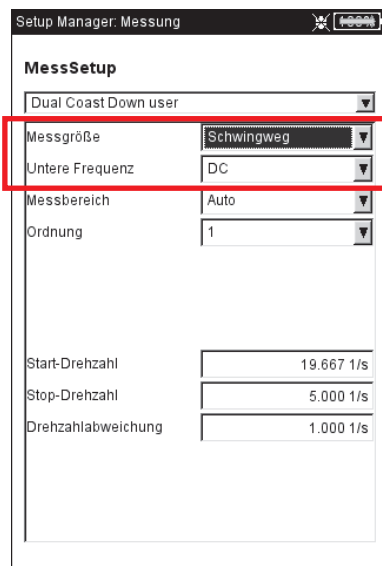 Setup Manager: Messung
MessSetup
Dual Coast Down user
Messgröße Schwingweg
Untere Frequenz DC
Messbereich Auto
Ordnung 1
Start-Drehzahl 19.667 1/s
Stop-Drehzahl 5.000 1/s
Drehzahlabweichung 1.000 1/s